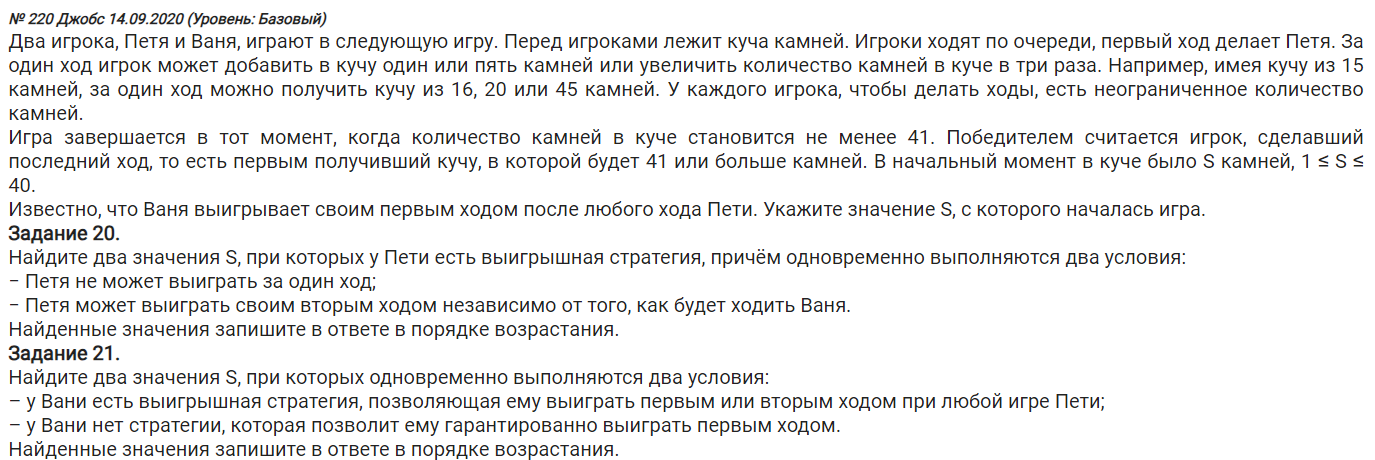 № 220 Джобс 14.09.2020 (Уровень: Базовый)
Два игрока, Петя и Ваня, играют в следующую игру. Перед игроками лежит куча камней. Игроки ходят по очереди, первый ход делает Петя. За
один ход игрок может добавить в кучу один или пять камней или увеличить количество камней в куче в три раза. Например, имея кучу из 15
камней, за один ход можно получить кучу из 16, 20 или 45 камней. У каждого игрока, чтобы делать ходы, есть неограниченное количество
камней.
Игра завершается в тот момент, когда количество камней в куче становится не менее 41. Победителем считается игрок, сделавший
последний ход, то есть первым получивший кучу, в которой будет 41 или больше камней. В начальный момент в куче было S камней, 1 ≤ S ≤
40.
Известно, что Ваня выигрывает своим первым ходом после любого хода Пети. Укажите значение S, с которого началась игра.
Задание 20.
Найдите два значения S, при которых у Пети есть выигрышная стратегия, причём одновременно выполняются два условия:
− Петя не может выиграть за один ход;
− Петя может выиграть своим вторым ходом независимо от того, как будет ходить Ваня.
Найденные значения запишите в ответе в порядке возрастания.
Задание 21.
Найдите два значения S, при которых одновременно выполняются два условия:
– у Вани есть выигрышная стратегия, позволяющая ему выиграть первым или вторым ходом при любой игре Пети;
– у Вани нет стратегии, которая позволит ему гарантированно выиграть первым ходом.
Найденные значения запишите в ответе в порядке возрастания.